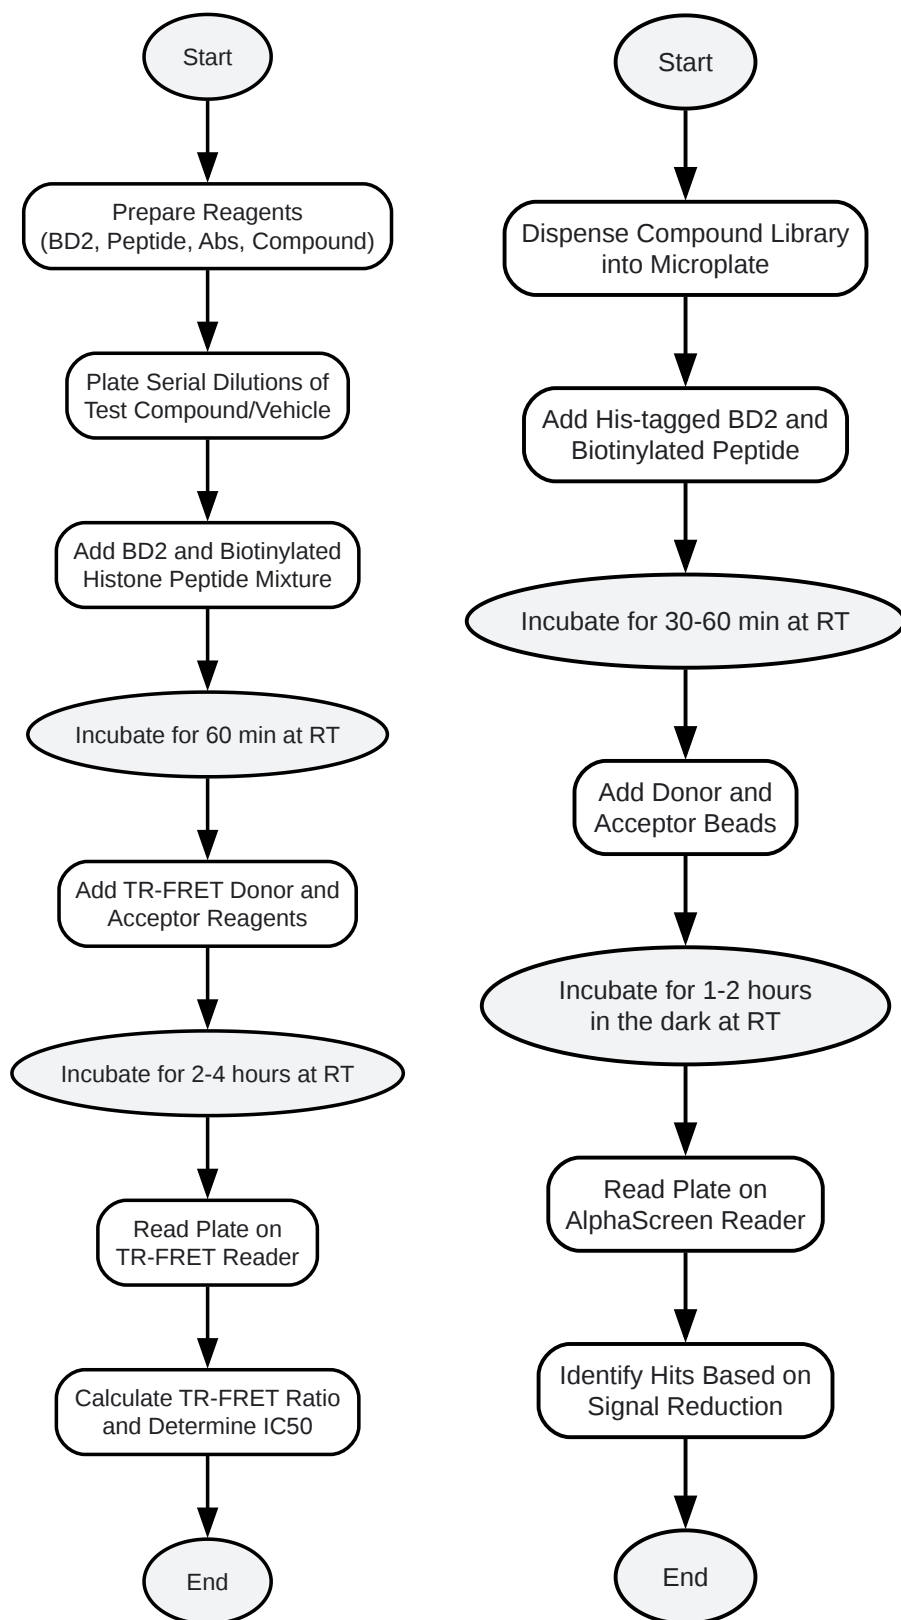 Start
Prepare Reagents
(BD2, Peptide, Abs, Compound)
Plate Serial Dilutions of
Test Compound/Vehicle
Add BD2 and Biotinylated
Histone Peptide Mixture
Incubate for 60 min at RT
Add TR-FRET Donor and
Acceptor Reagents
Incubate for 2-4 hours at RT
Read Plate on
TR-FRET Reader
Calculate TR-FRET Ratio
and Determine IC50
End
Start
Dispense Compound Library
into Microplate
Add His-tagged BD2 and
Biotinylated Peptide
Incubate for 30-60 min at RT
Add Donor and
Acceptor Beads
Incubate for 1-2 hours
in the dark at RT
Read Plate on
AlphaScreen Reader
Identify Hits Based on
Signal Reduction
End